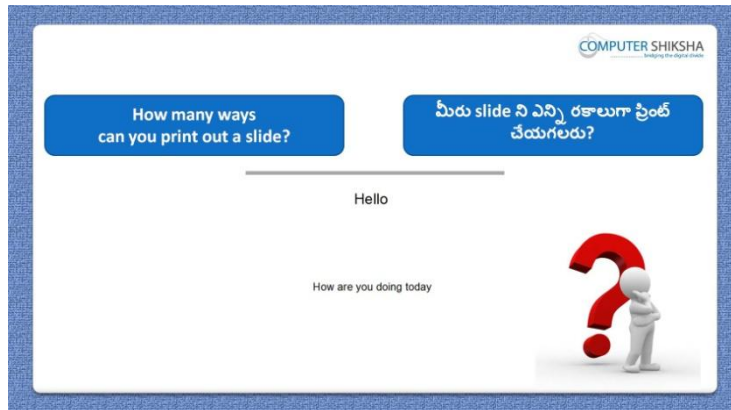 COMPUTER SHIKSHA
bridging the digital divide
How many ways
can you print out a slide?
మీరు slide ని ఎన్ని రకాలుగా ప్రింట్
చేయగలరు?
Hello
How are you doing today